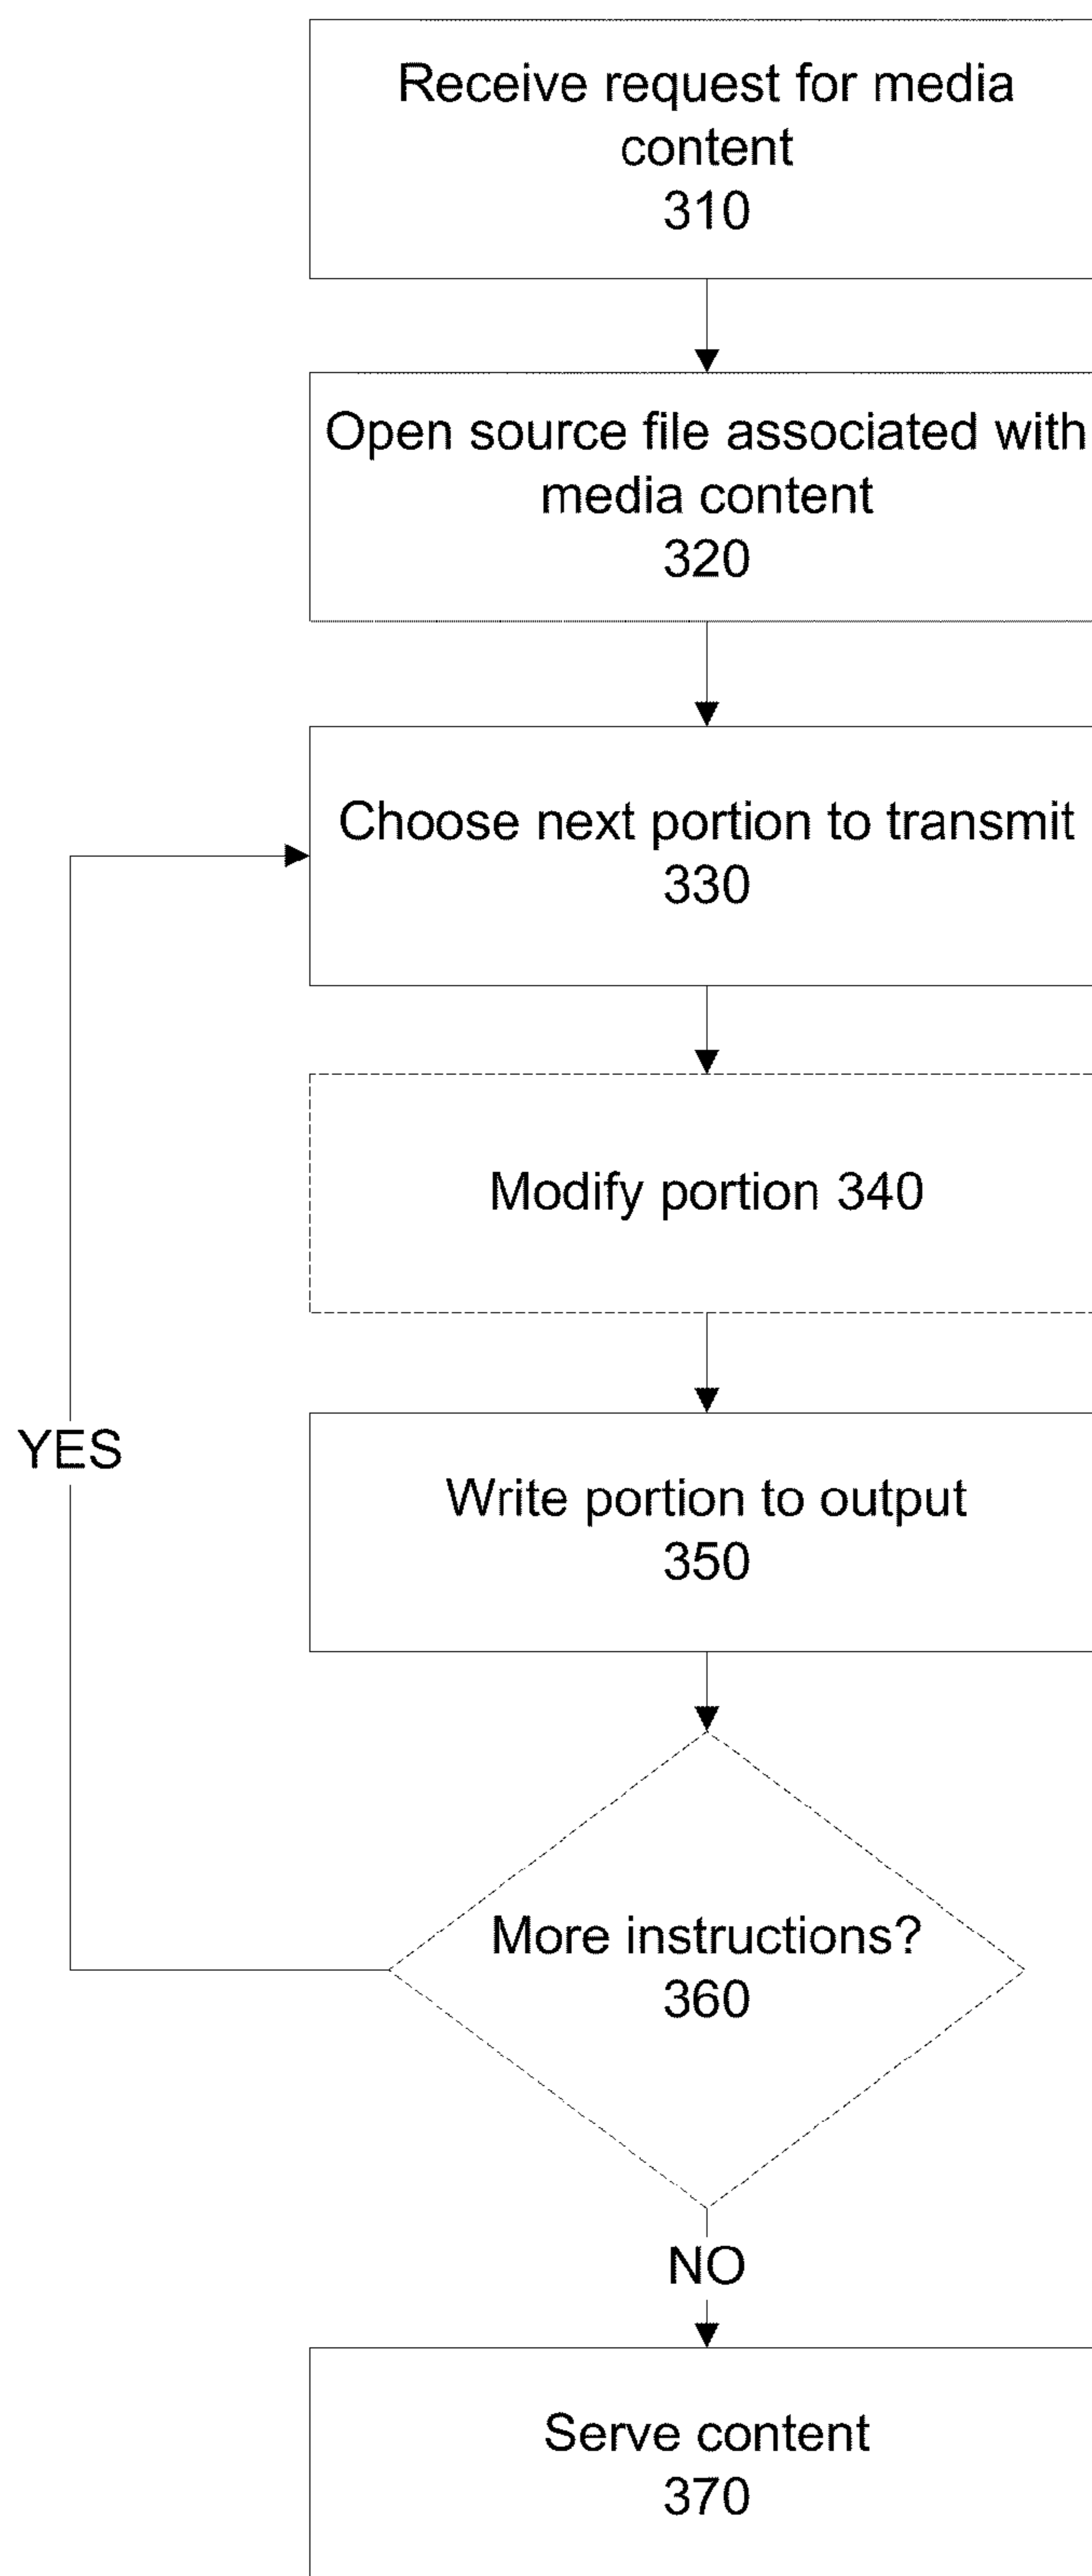 Receive request for media
content
310
Open source file associated with
media content
320
Choose next portion to transmit
330
Modify portion 340
YES
Write portion to output
350
More instructions?
360
NO
Serve content
370